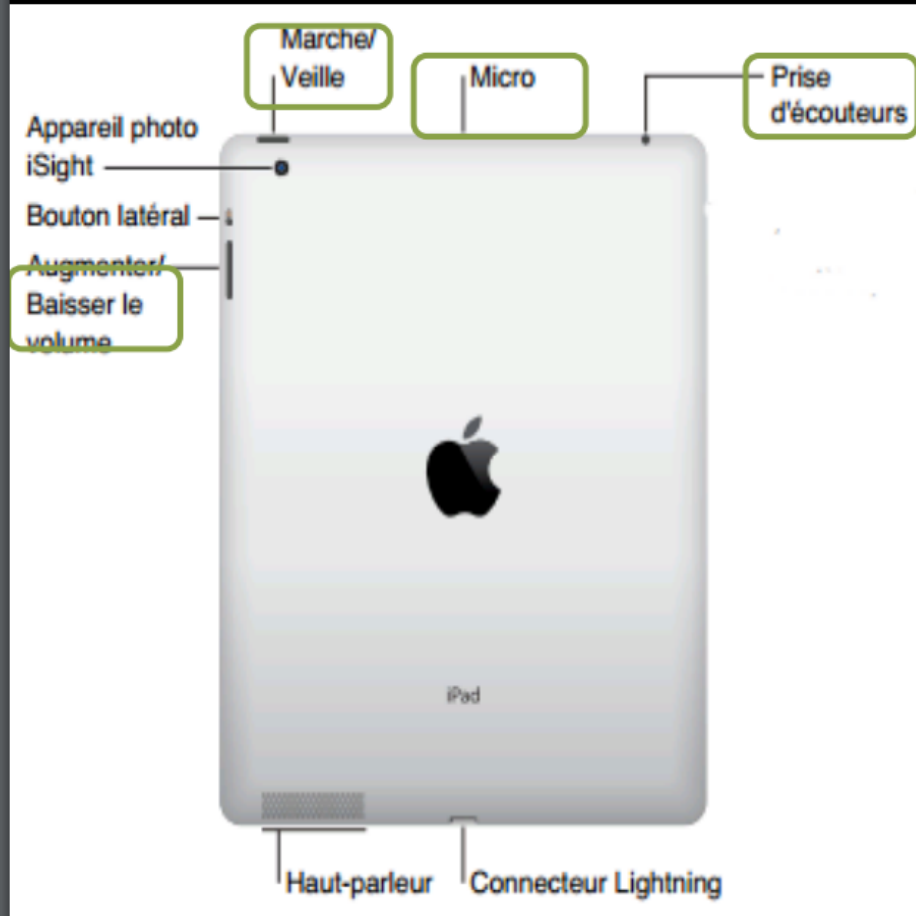 Marche/
Veille
Micro
Prise
d'écouteurs
Appareil photo
iSight
Bouton latéral
Augmenter/
Baisser le
volume
iPad
Haut-parleur
Connecteur Lightning